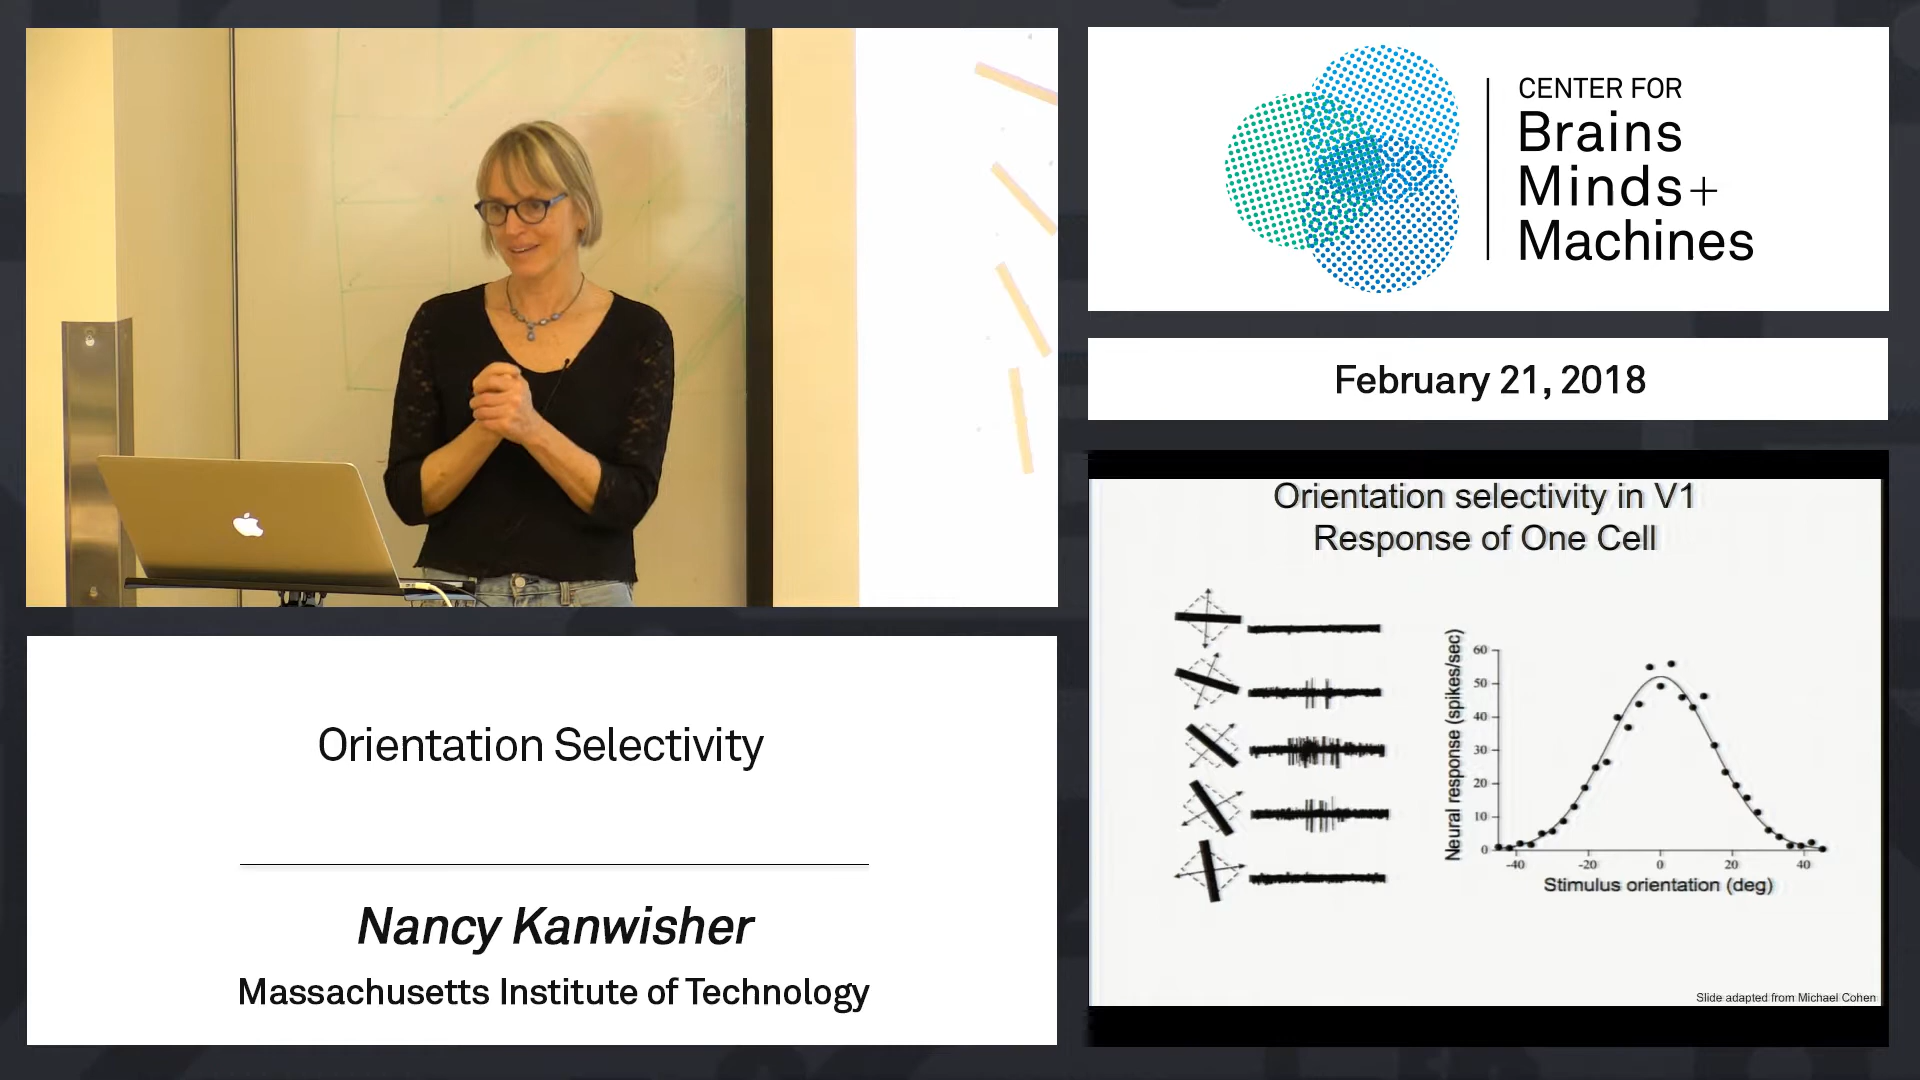 CENTER FOR
Brains
Minds+
Machines
February 21, 2018
Orientation Selectivity
Nancy Kanwisher
Massachusetts Institute of Technology
Orientation selectivity in V1
Response of One Cell
Neural response (spikes/sec)
60
50
40
30
20
10
0
-40 -20 0 20 40
Stimulus orientation (deg)
Slide adapted from Michael Cohen